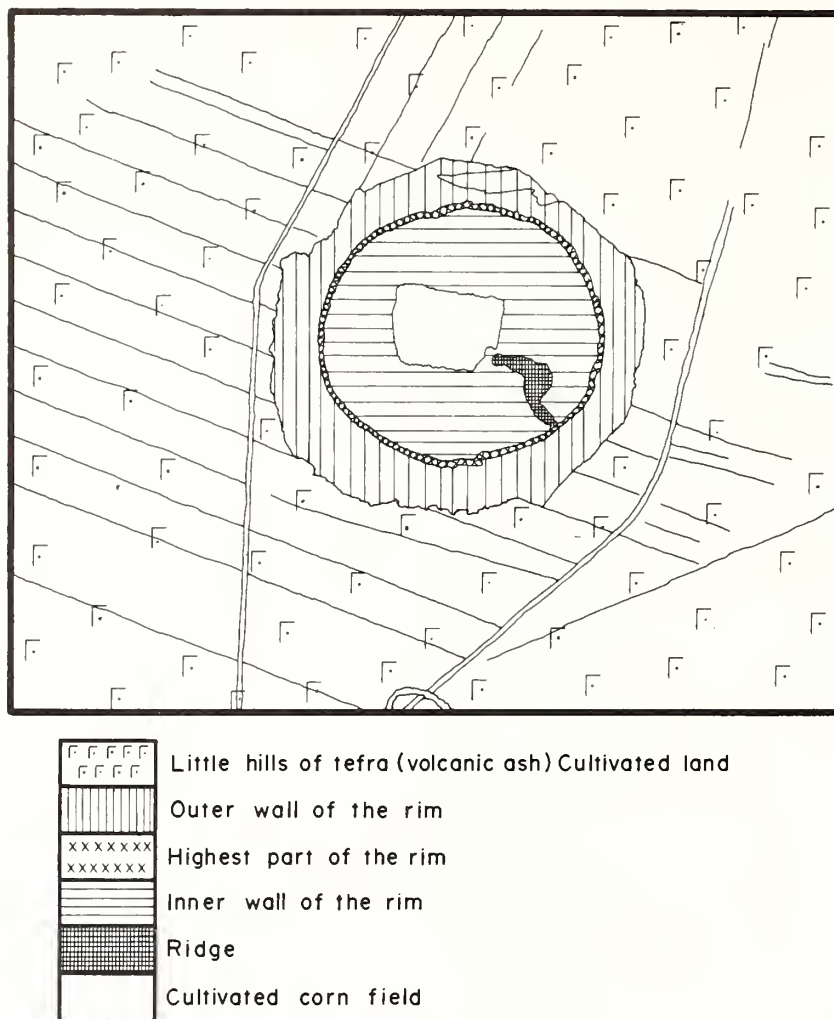 Little hills of tefra (volcanic ash) Cultivated land
Outer wall of the rim
Highest part of the rim
Inner wall of the rim
Ridge
Cultivated corn field